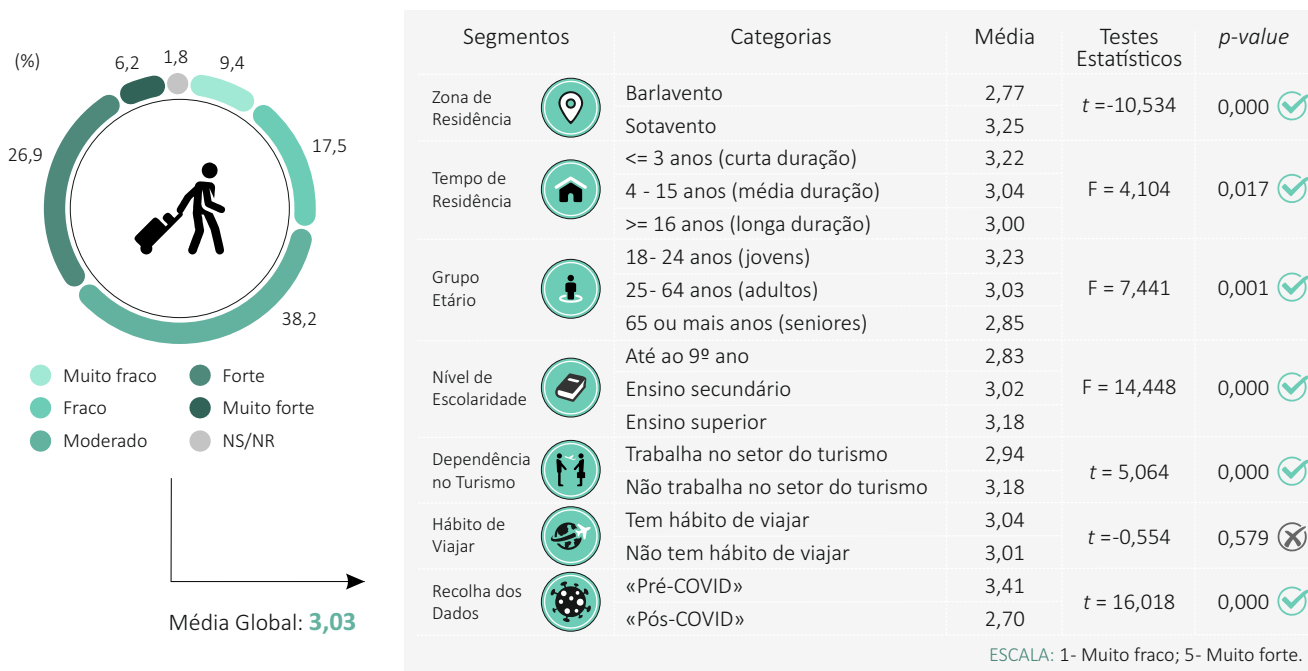 (%)
6,2
1,8
9,4
26,9
17,5
38,2
Muito fraco
Fraco
Moderado
Forte
Muito forte
NS/NR
Média Global: 3,03
Segmentos Categorias Média Testes Estatísticos p-value
Zona de
Residência
Barlavento 2,77
Sotavento 3,25
t =-10,534 0,000
Tempo de
Residência
<= 3 anos (curta duração) 3,22
4 - 15 anos (média duração) 3,04
>= 16 anos (longa duração) 3,00
F = 4,104 0,017
Grupo
Etário
18- 24 anos (jovens) 3,23
25- 64 anos (adultos) 3,03
65 ou mais anos (seniores) 2,85
F = 7,441 0,001
Nível de
Escolaridade
Até ao 9º ano 2,83
Ensino secundário 3,02
Ensino superior 3,18
F = 14,448 0,000
Dependência
no Turismo
Trabalha no setor do turismo 2,94
Não trabalha no setor do turismo 3,18
t = 5,064 0,000
Hábito de
Viajar
Tem hábito de viajar 3,04
Não tem hábito de viajar 3,01
t =-0,554 0,579
Recolha dos
Dados
«Pré-COVID» 3,41
«Pós-COVID» 2,70
t = 16,018 0,000
ESCALA: 1- Muito fraco; 5- Muito forte.